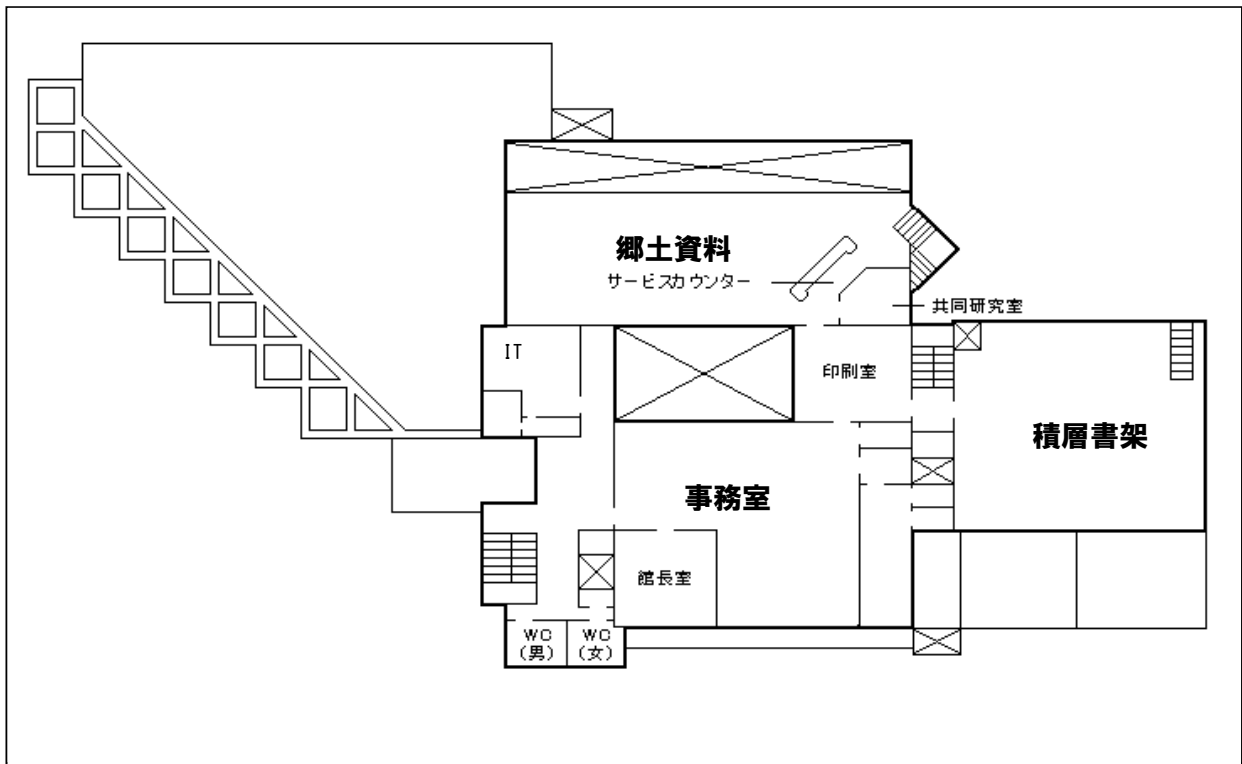 郷土資料
サービスカウンター
共同研究室
IT
印刷室
積層書架
事務室
館長室
WC
(男)
WC
(女)